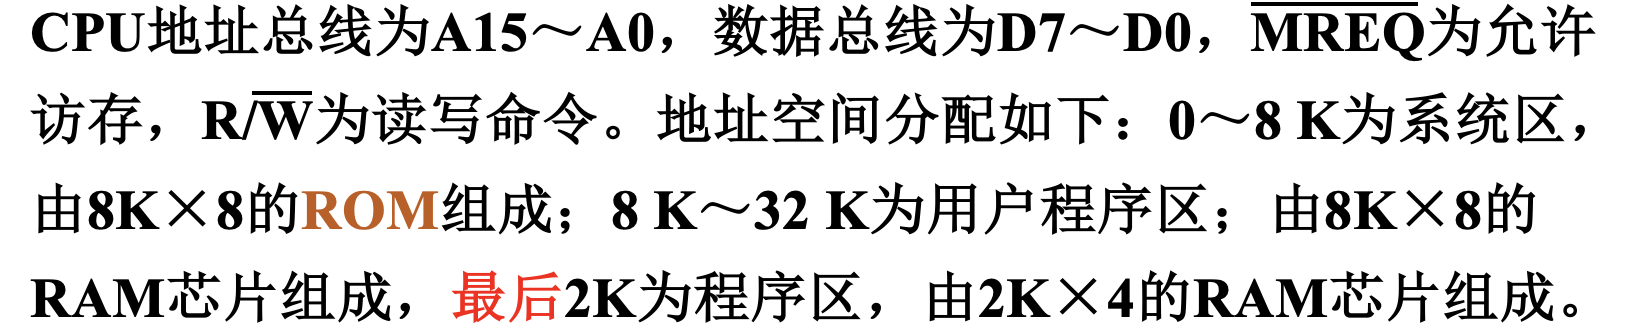 CPU地址总线为A15～A0，数据总线为D7～D0，M̅R̅E̅Q̅为允许
访存，R/W̅为读写命令。地址空间分配如下：0～8 K为系统区，
由8K×8的ROM组成；8 K～32 K为用户程序区；由8K×8的
RAM芯片组成，最后2K为程序区，由2K×4的RAM芯片组成。